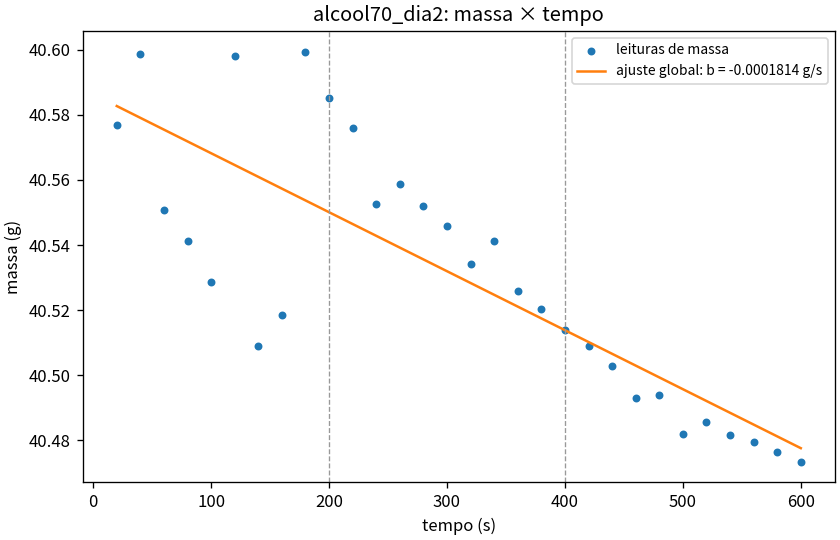 alcool70_dia2: massa × tempo
leituras de massa
ajuste global: b = -0.0001814 g/s
massa (g)
40.60
40.58
40.56
40.54
40.52
40.50
40.48
0 100 200 300 400 500 600
tempo (s)